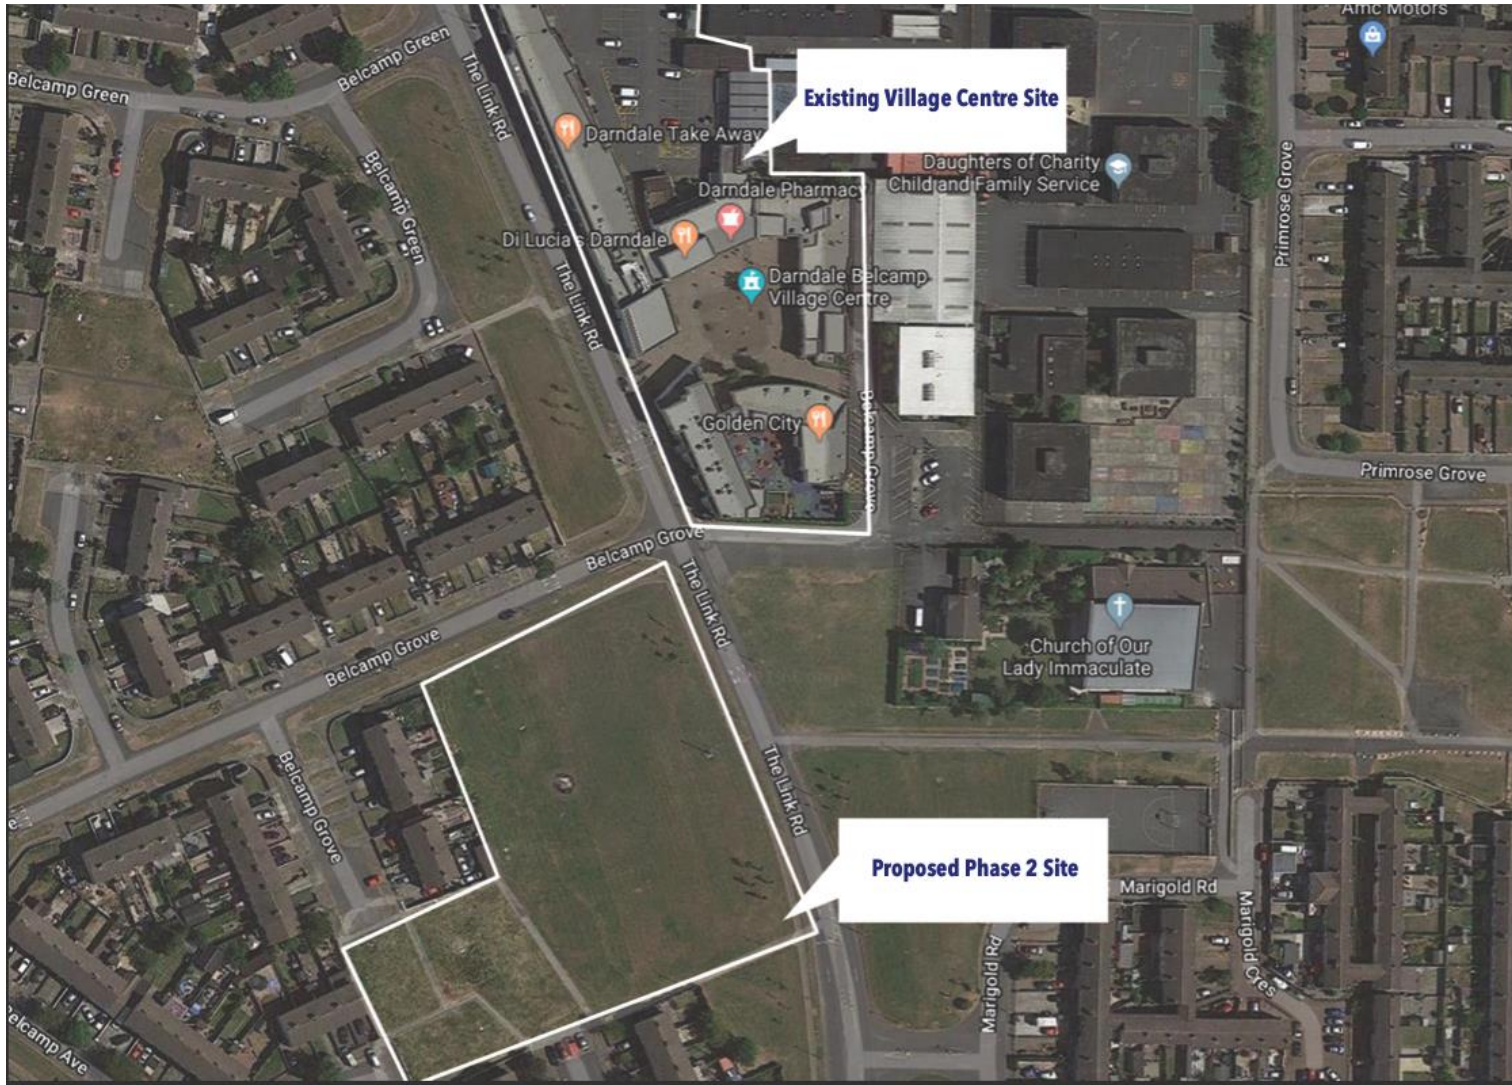 Amc Motors
Belcamp Green
Belcamp Green
The Link Rd
Existing Village Centre Site
Darndale Take Away
Daughters of Charity
Child and Family Service
Belcamp Green
Darndale Pharmacy
Primrose Grove
Di Lucia's Darndale
The Link Rd
Darndale Belcamp
Village Centre
Golden City
Belcamp Grove
Primrose Grove
Belcamp Grove
The Link Rd
Church of Our
Lady Immaculate
Belcamp Grove
The Link Rd
Belcamp Grove
Proposed Phase 2 Site
Marigold Rd
Marigold Cres
Marigold Rd
Belcamp Ave